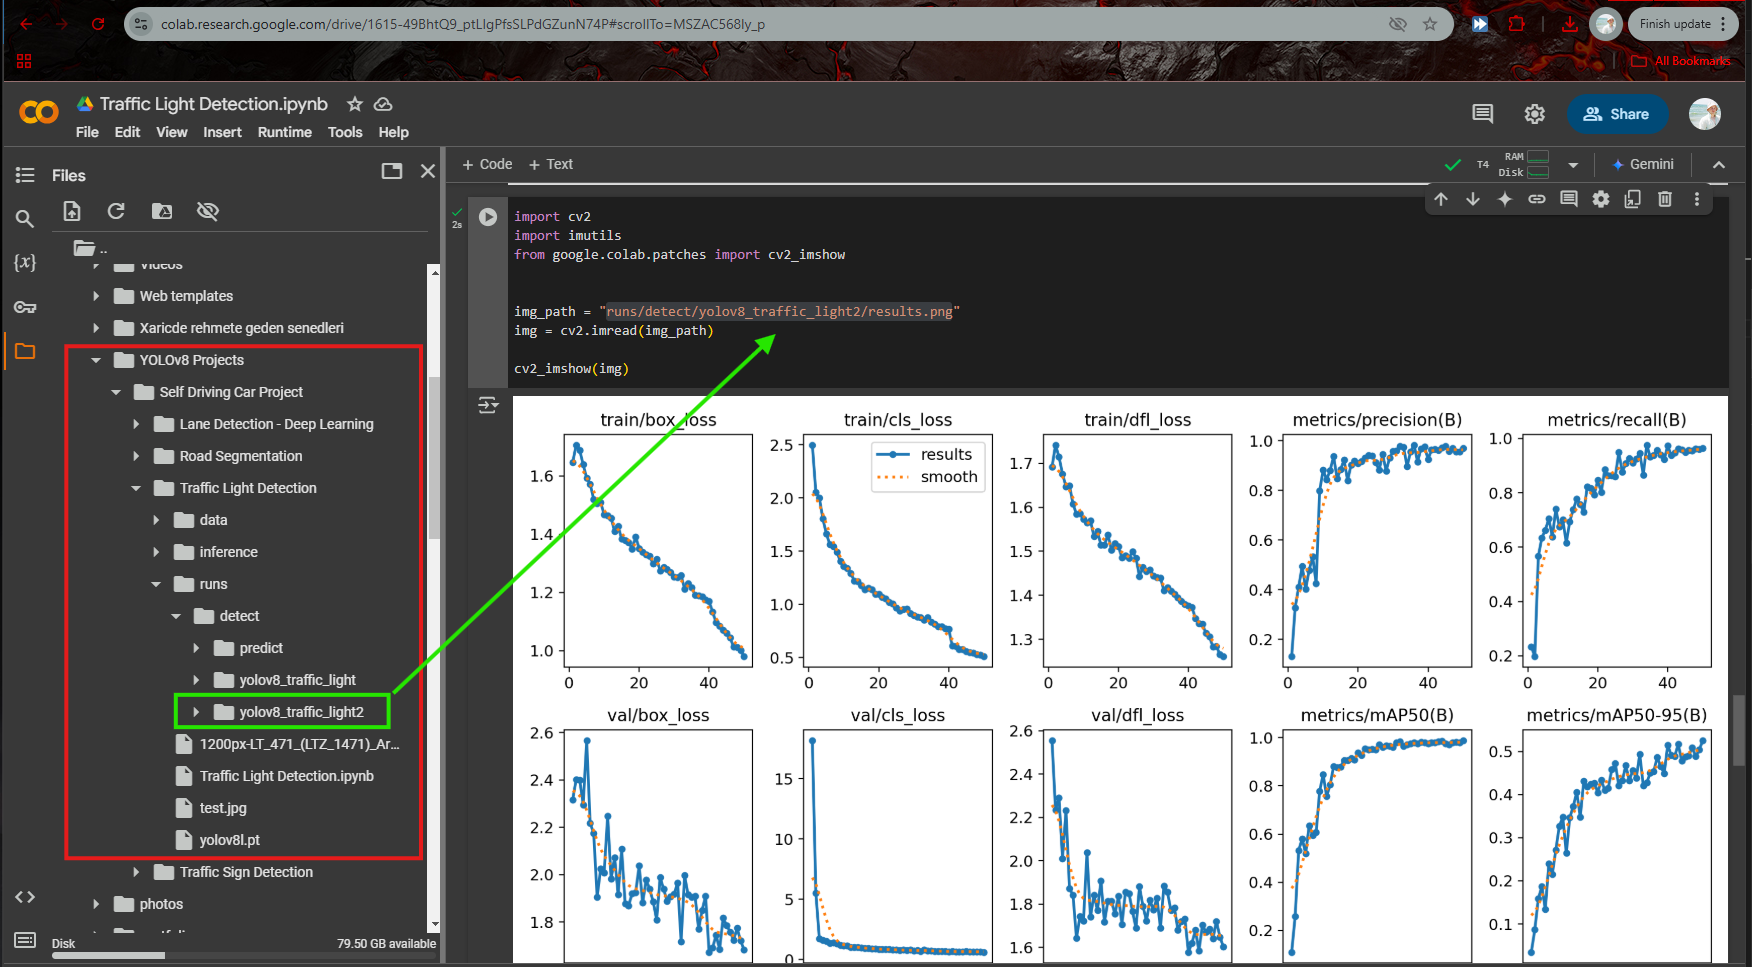 colab.research.google.com/drive/1615-49BhtQ9_ptLIgPfsSLPdGZunN74P#scrollTo=MSZAC568ly_p
Finish update
All Bookmarks
Traffic Light Detection.ipynb
File Edit View Insert Runtime Tools Help
Share
Files
+ Code + Text
T4 RAM
Disk
Gemini
..
Videos
Web templates
Xaricde rehmete geden senedleri
YOLOv8 Projects
Self Driving Car Project
Lane Detection - Deep Learning
Road Segmentation
Traffic Light Detection
data
inference
runs
detect
predict
yolov8_traffic_light
yolov8_traffic_light2
1200px-LT_471_(LTZ_1471)_Ar...
Traffic Light Detection.ipynb
test.jpg
yolov8l.pt
Traffic Sign Detection
photos
Disk 79.50 GB available
{x}
2s
import cv2
import imutils
from google.colab.patches import cv2_imshow
img_path = "runs/detect/yolov8_traffic_light2/results.png"
img = cv2.imread(img_path)
cv2_imshow(img)
train/box_loss
1.6
1.4
1.2
1.0
0 20 40
train/cls_loss
results
smooth
2.5
2.0
1.5
1.0
0.5
0 20 40
train/dfl_loss
1.7
1.6
1.5
1.4
1.3
0 20 40
metrics/precision(B)
1.0
0.8
0.6
0.4
0.2
0 20 40
metrics/recall(B)
1.0
0.8
0.6
0.4
0.2
0 20 40
val/box_loss
2.6
2.4
2.2
2.0
1.8
val/cls_loss
15
10
5
0
val/dfl_loss
2.6
2.4
2.2
2.0
1.8
1.6
metrics/mAP50(B)
1.0
0.8
0.6
0.4
0.2
metrics/mAP50-95(B)
0.5
0.4
0.3
0.2
0.1